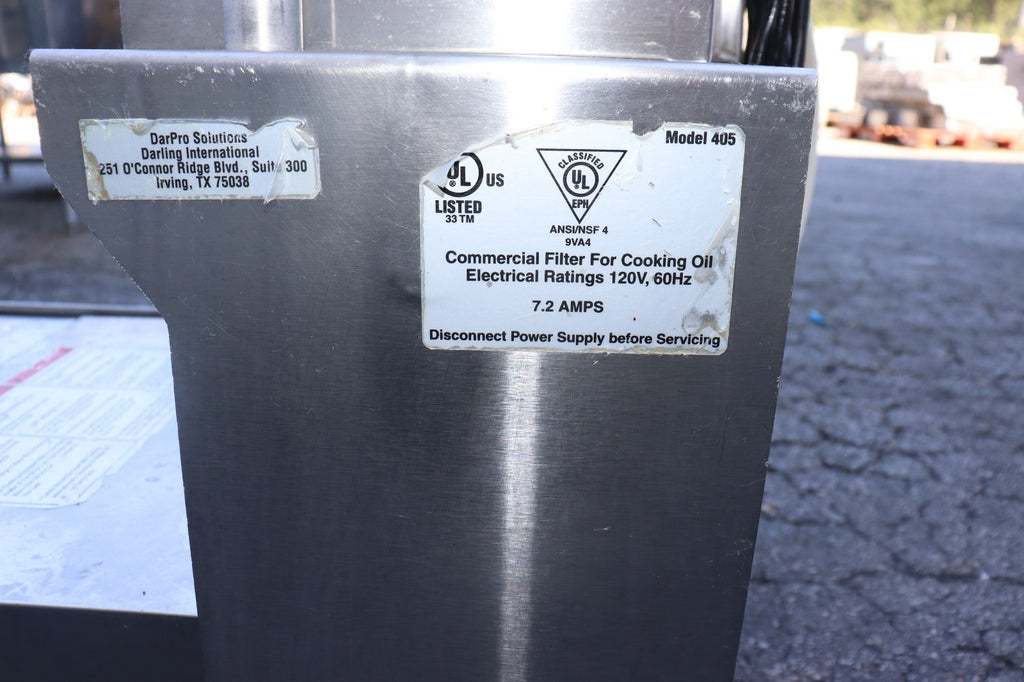 DarPro Solutions
Darling International
251 O'Connor Ridge Blvd., Suite 300
Irving, TX 75038
Model 405
UL US
LISTED
33 TM
CLASSIFIED
UL
EPH
ANSI/NSF 4
9VA4
Commercial Filter For Cooking Oil
Electrical Ratings 120V, 60Hz
7.2 AMPS
Disconnect Power Supply before Servicing